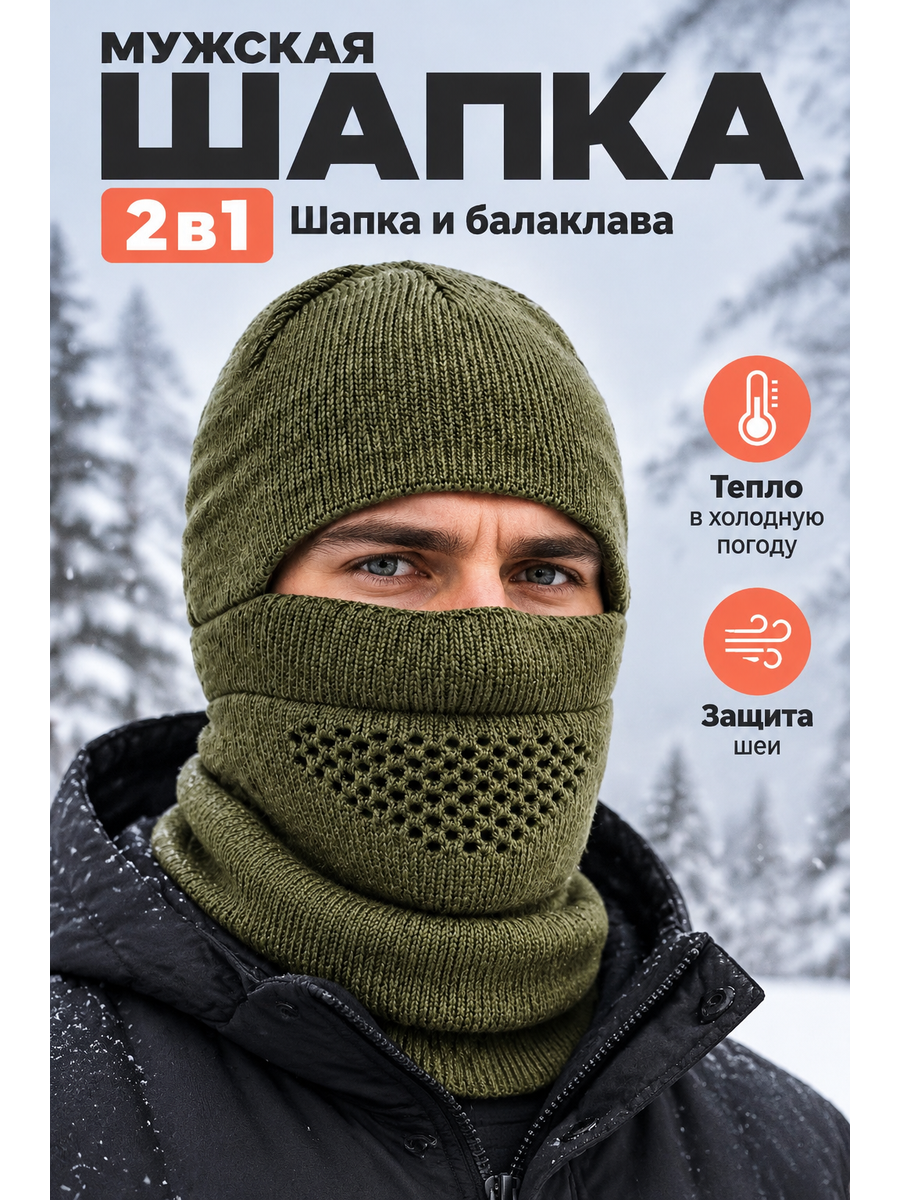 МУЖСКАЯ
ШАПКА
2в1
Шапка и балаклава
Тепло
в холодную
погоду
Защита
шеи